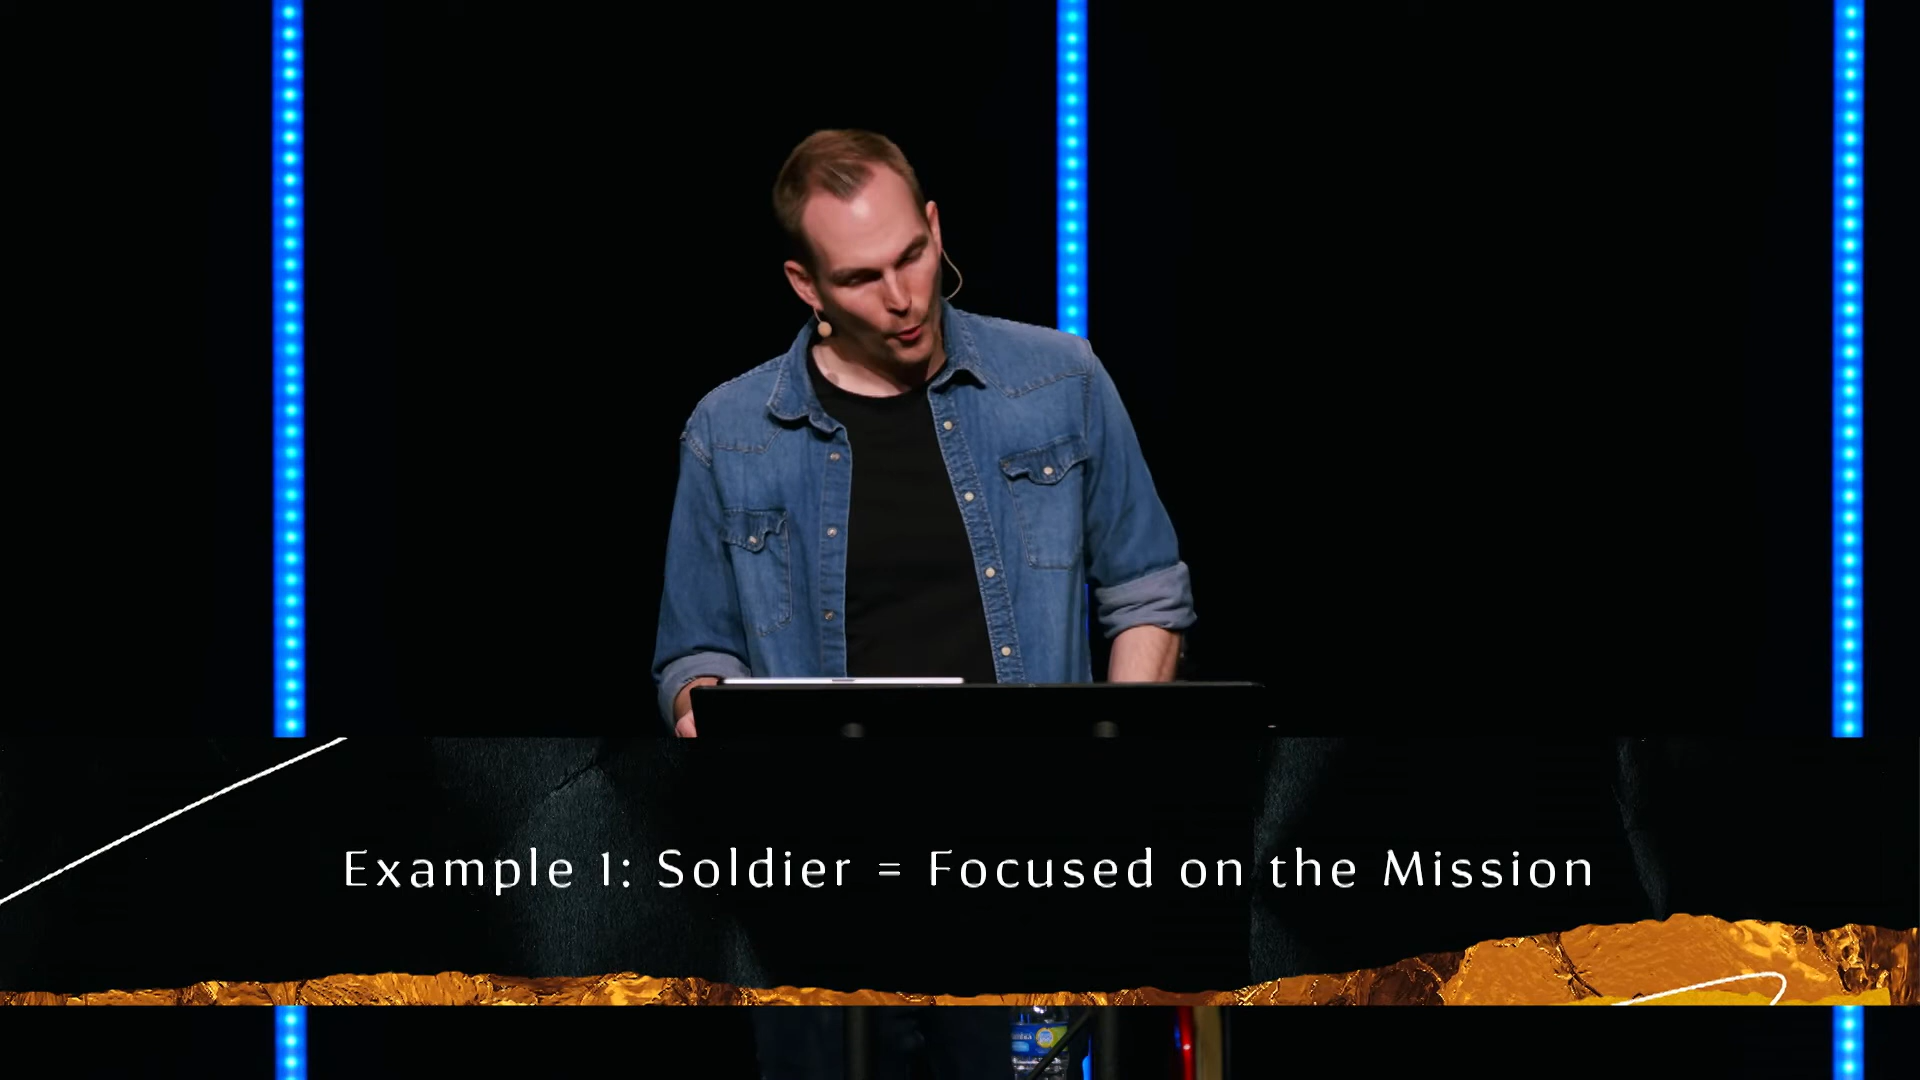 Example 1: Soldier = Focused on the Mission